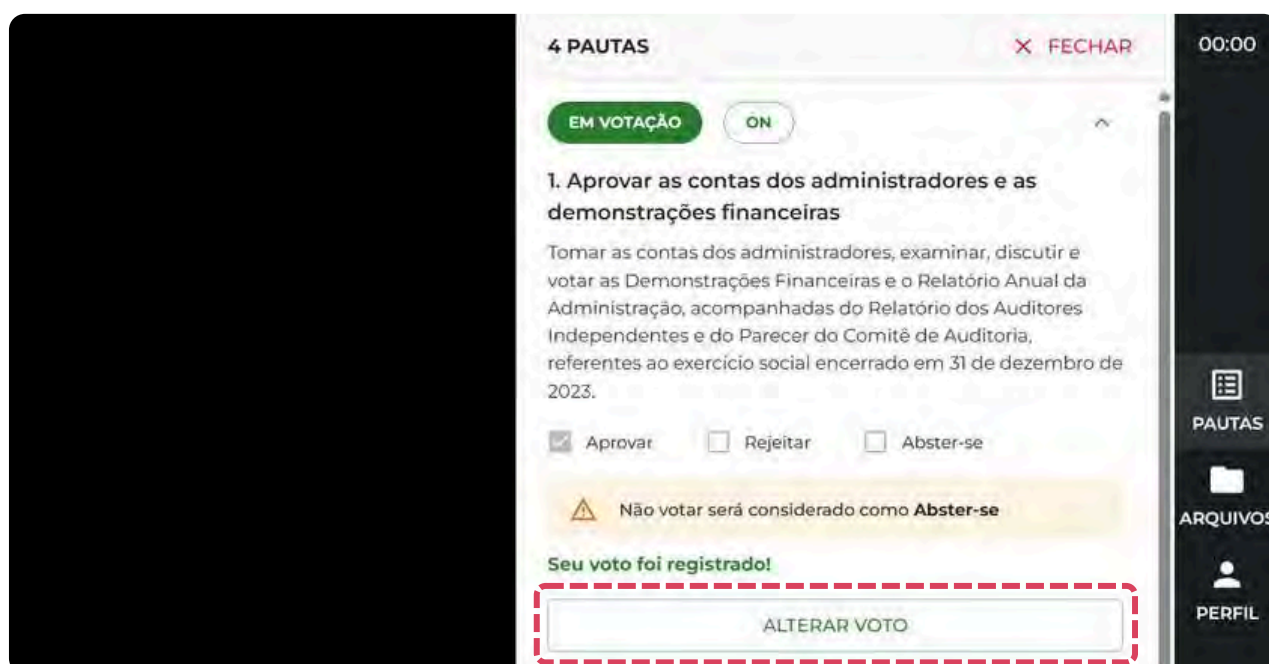 4 PAUTAS
FECHAR
00:00
EM VOTAÇÃO
ON
1. Aprovar as contas dos administradores e as
demonstrações financeiras
Tomar as contas dos administradores, examinar, discutir e
votar as Demonstrações Financeiras e o Relatório Anual da
Administração, acompanhadas do Relatório dos Auditores
Independentes e do Parecer do Comitê de Auditoria,
referentes ao exercício social encerrado em 31 de dezembro de
2023.
Aprovar
Rejeitar
Abster-se
Não votar será considerado como Abster-se
Seu voto foi registrado!
ALTERAR VOTO
PAUTAS
ARQUIVOS
PERFIL